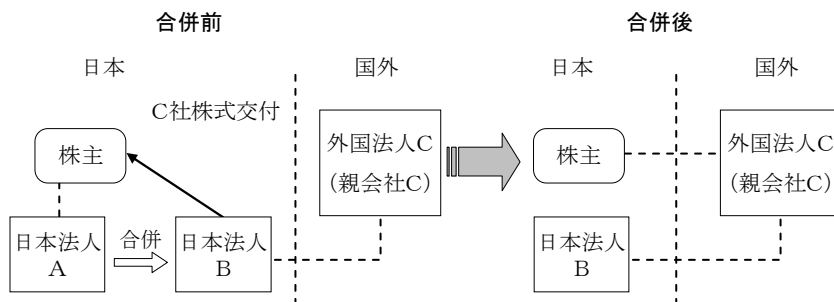 合併前
日本
国外
C社株式交付
株主
外国法人C
（親会社C）
日本法人
A
合併
日本法人
B
合併後
日本
国外
株主
外国法人C
（親会社C）
日本法人
B